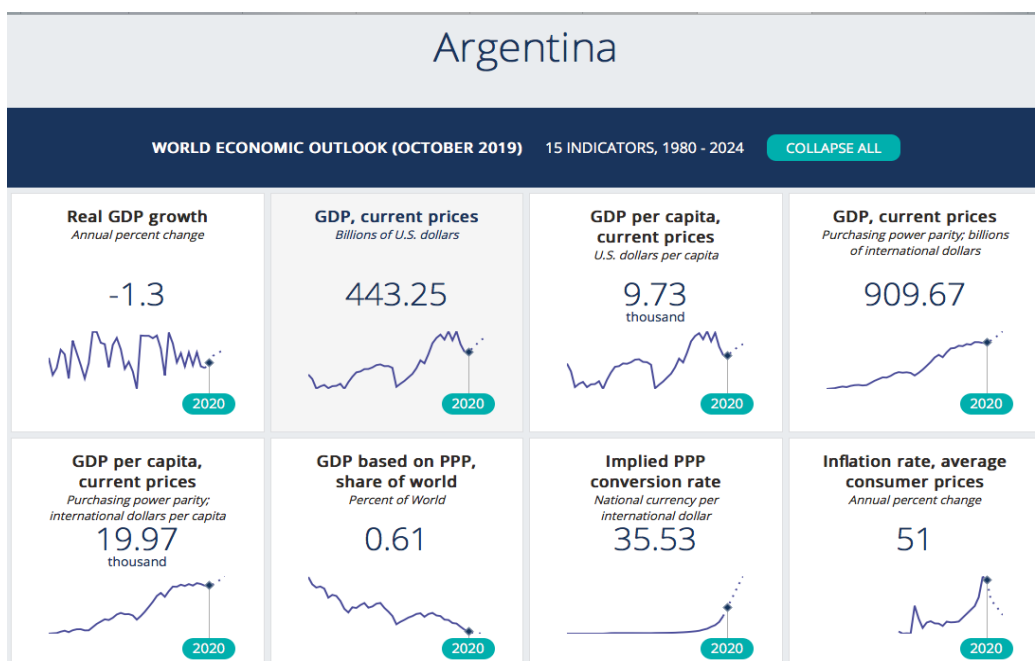 Argentina
WORLD ECONOMIC OUTLOOK (OCTOBER 2019) 15 INDICATORS, 1980 - 2024 COLLAPSE ALL
Real GDP growth
Annual percent change
-1.3
2020
GDP, current prices
Billions of U.S. dollars
443.25
2020
GDP per capita,
current prices
U.S. dollars per capita
9.73
thousand
2020
GDP, current prices
Purchasing power parity; billions
of international dollars
909.67
2020
GDP per capita,
current prices
Purchasing power parity;
international dollars per capita
19.97
thousand
2020
GDP based on PPP,
share of world
Percent of World
0.61
2020
Implied PPP
conversion rate
National currency per
international dollar
35.53
2020
Inflation rate, average
consumer prices
Annual percent change
51
2020